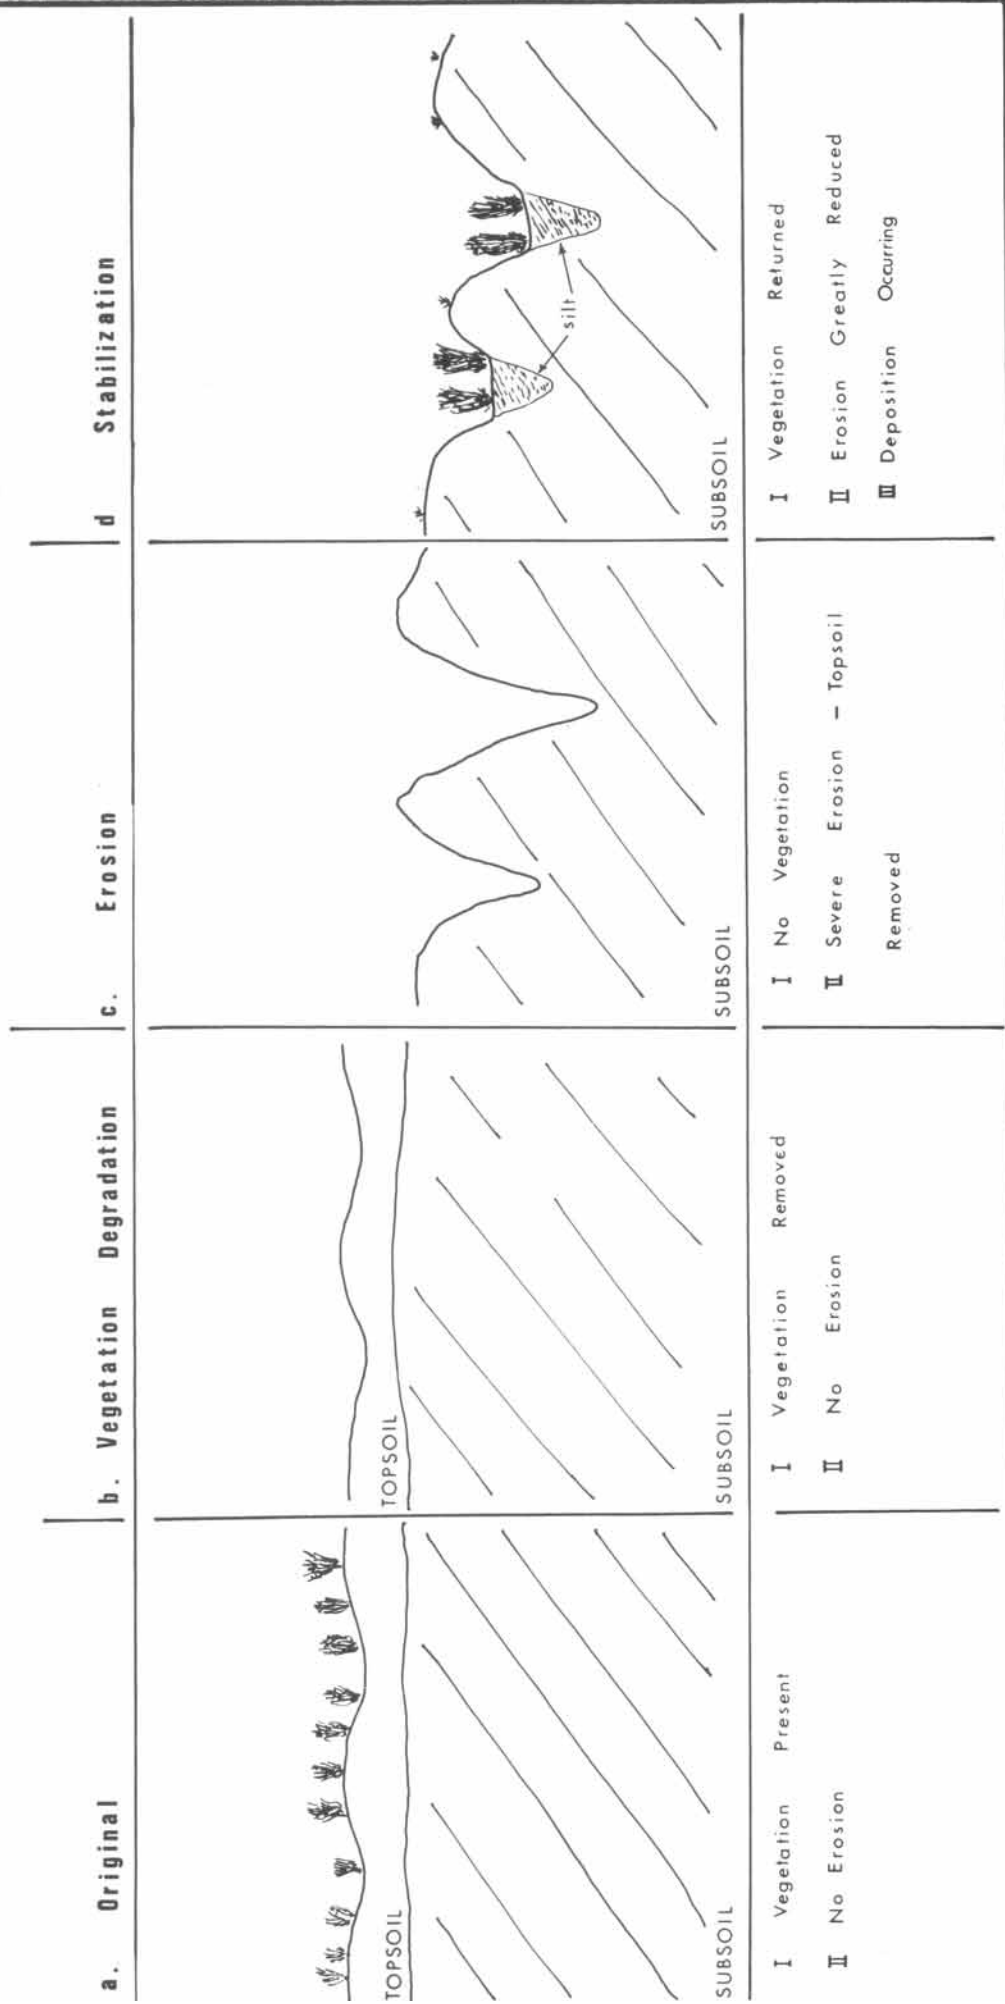 a. Original
TOPSOIL
SUBSOIL
I Vegetation Present
II No Erosion
b. Vegetation Degradation
TOPSOIL
SUBSOIL
I Vegetation Removed
II No Erosion
c. Erosion
SUBSOIL
I No Vegetation
II Severe Erosion – Topsoil
Removed
d Stabilization
silt
SUBSOIL
I Vegetation Returned
II Erosion Greatly Reduced
III Deposition Occurring